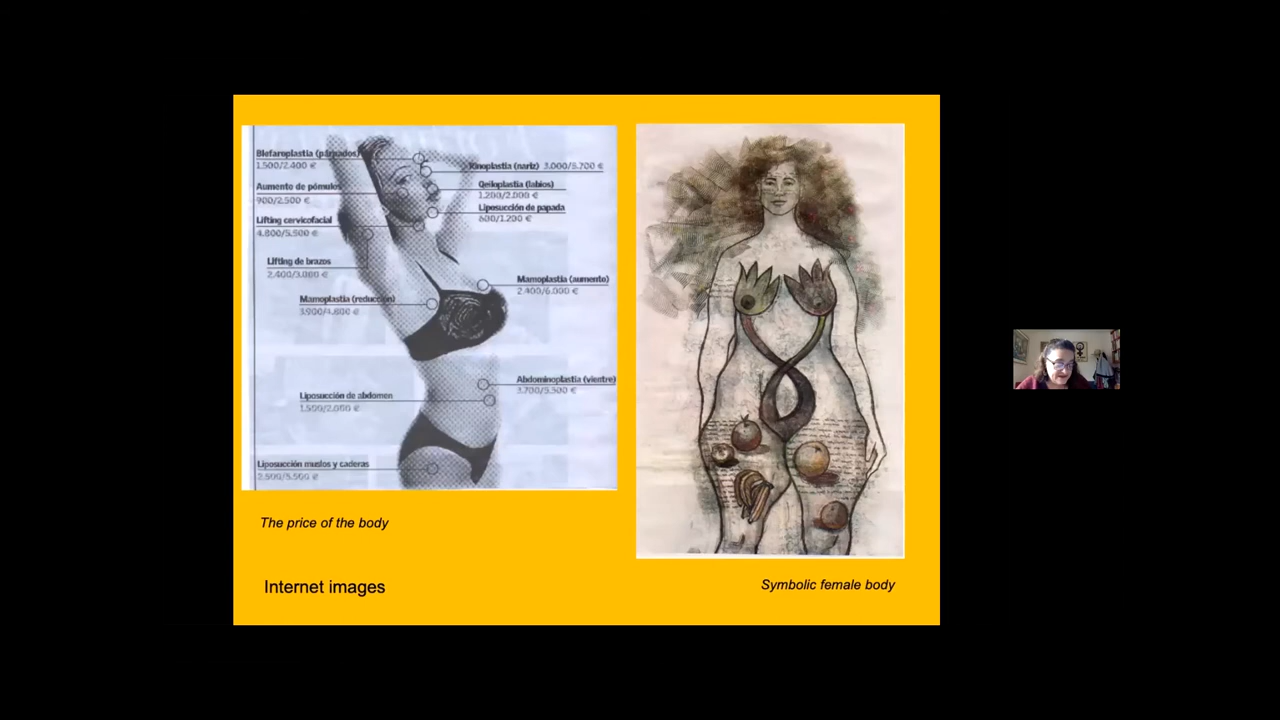 Blefaroplastia (párpados)
1.500/2.400 €
Rinoplastia (nariz) 3.000/5.700 €
Aumento de pómulos
900/2.500 €
Qeiloplastia (labios)
1.200/2.000 €
Liposucción de papada
600/1.200 €
Lifting cervicofacial
4.800/5.500 €
Lifting de brazos
2.400/3.000 €
Mamoplastia (aumento)
2.400/6.000 €
Mamoplastia (reducción)
3.900/4.800 €
Abdominoplastia (vientre)
3.700/5.500 €
Liposución de abdomen
1.500/2.000 €
Liposucción muslos y caderas
2.500/5.500 €
The price of the body
Internet images
Symbolic female body